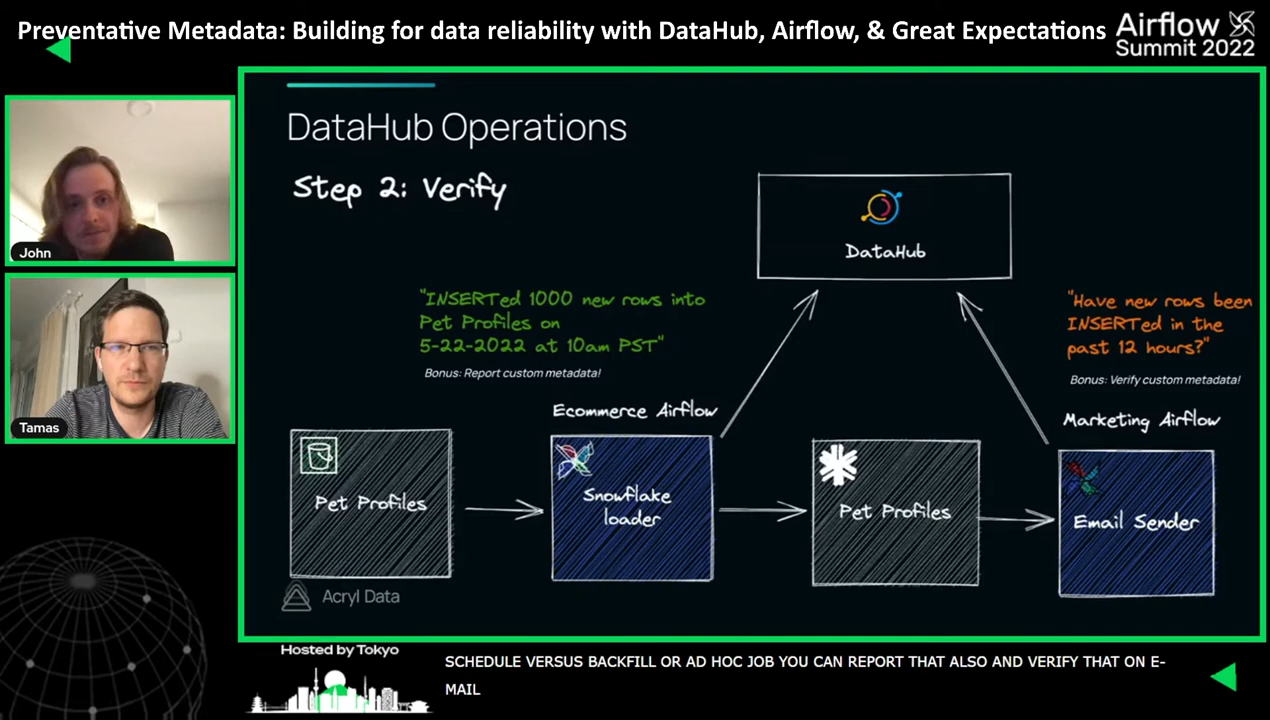 Preventative Metadata: Building for data reliability with DataHub, Airflow, & Great Expectations
Airflow
Summit 2022
John
Tamas
DataHub Operations
Step 2: Verify
DataHub
"INSERTed 1000 new rows into
Pet Profiles on
5-22-2022 at 10am PST"
Bonus: Report custom metadata!
"Have new rows been
INSERTed in the
past 12 hours?"
Bonus: Verify custom metadata!
Ecommerce Airflow
Marketing Airflow
Pet Profiles
Snowflake
loader
Pet Profiles
Email Sender
Acryl Data
Hosted by Tokyo
SCHEDULE VERSUS BACKFILL OR AD HOC JOB YOU CAN REPORT THAT ALSO AND VERIFY THAT ON E-
MAIL